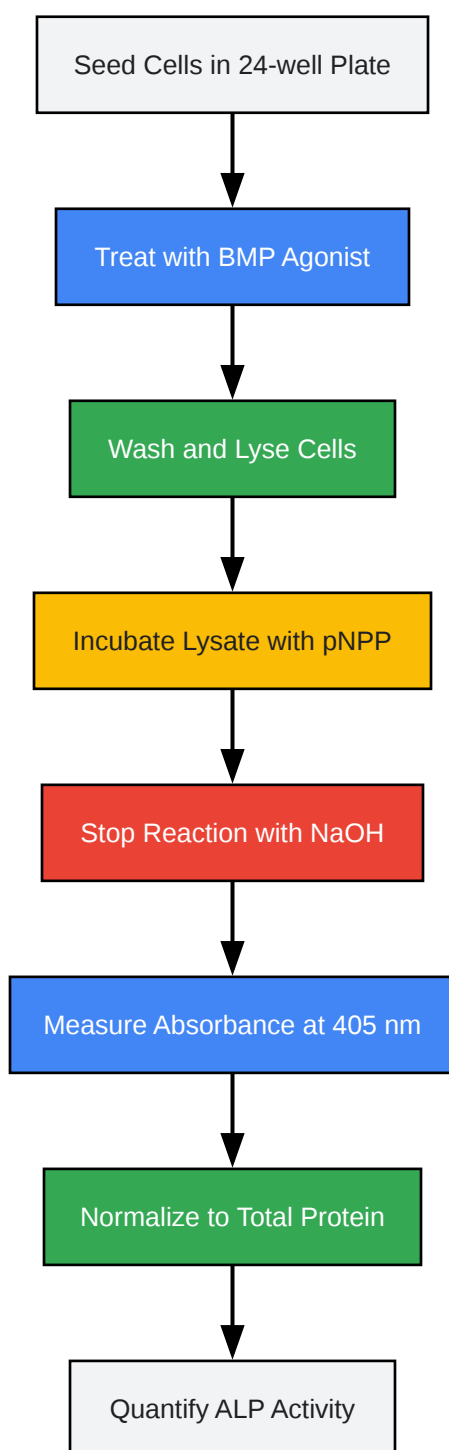 Seed Cells in 24-well Plate
Treat with BMP Agonist
Wash and Lyse Cells
Incubate Lysate with pNPP
Stop Reaction with NaOH
Measure Absorbance at 405 nm
Normalize to Total Protein
Quantify ALP Activity